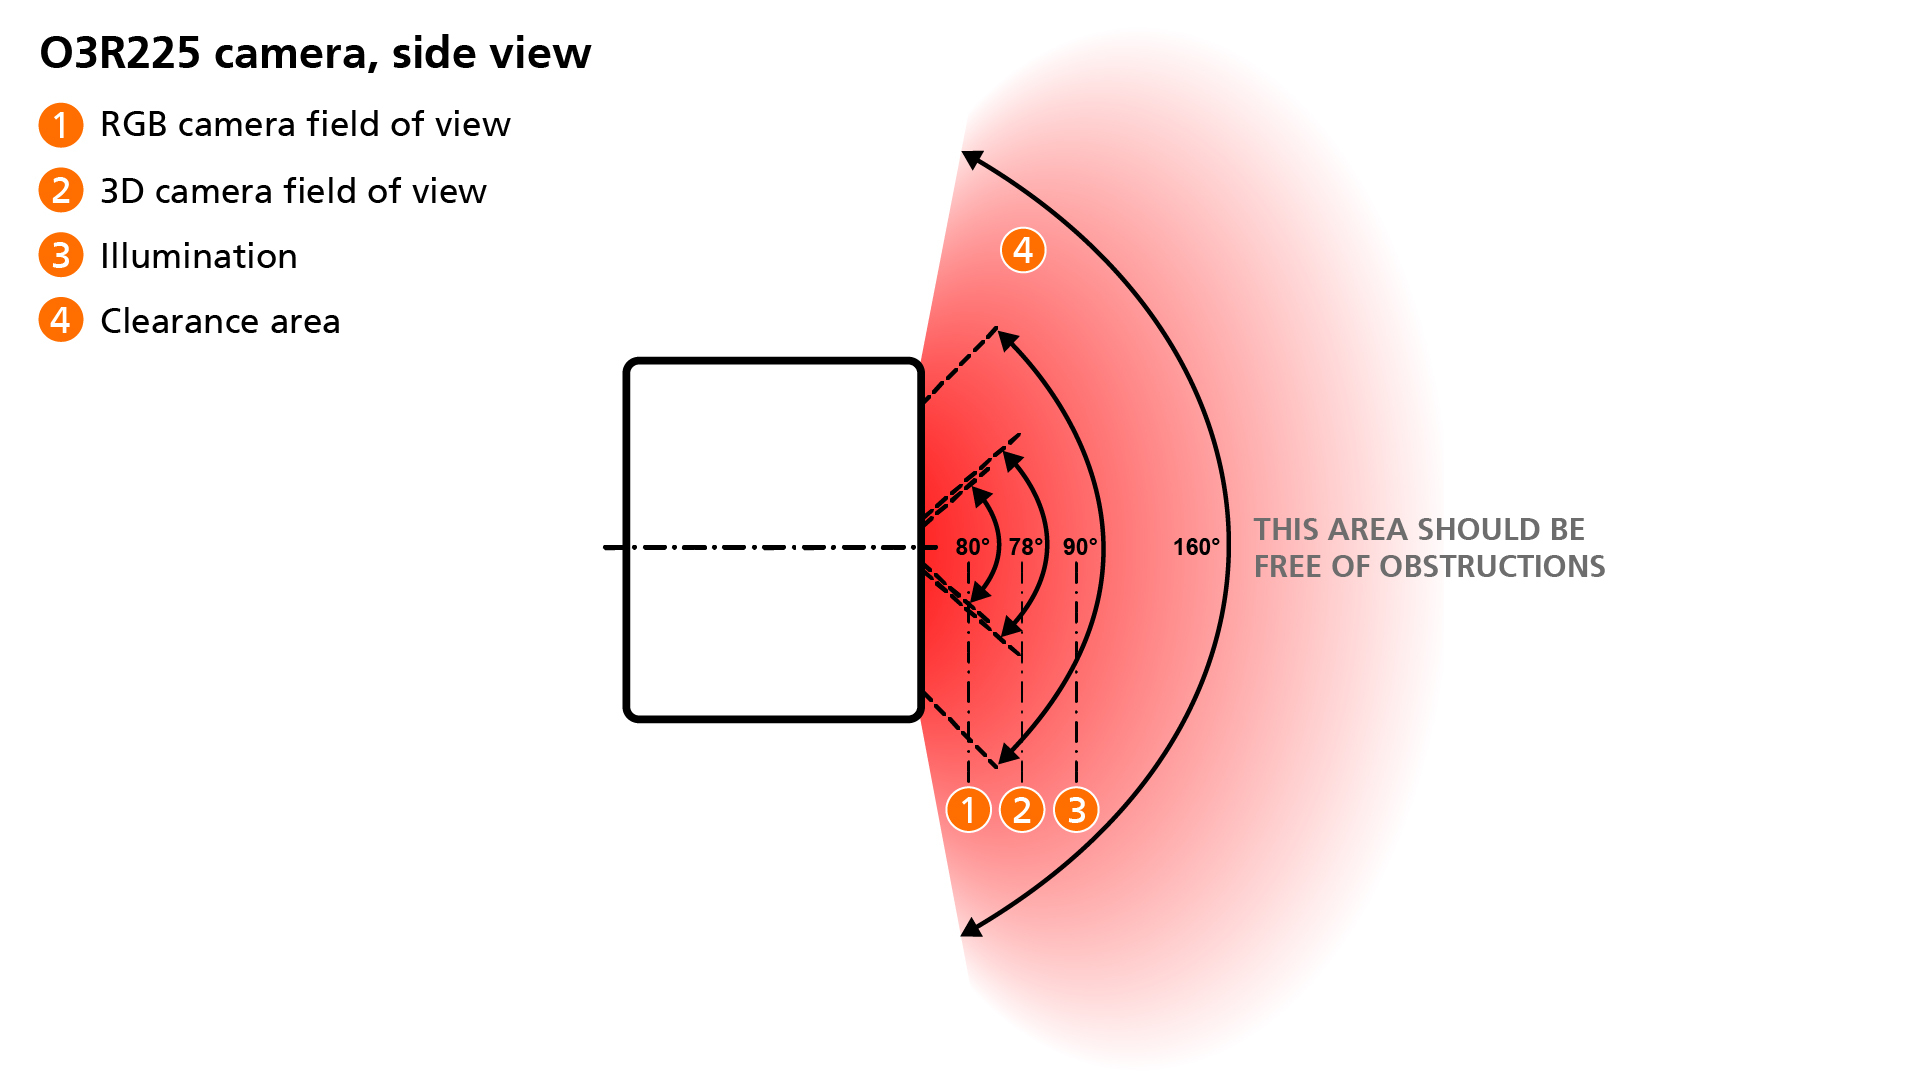 O3R225 camera, side view
1 RGB camera field of view
2 3D camera field of view
3 Illumination
4 Clearance area
4
80° 78° 90° 160°
THIS AREA SHOULD BE
FREE OF OBSTRUCTIONS
1 2 3